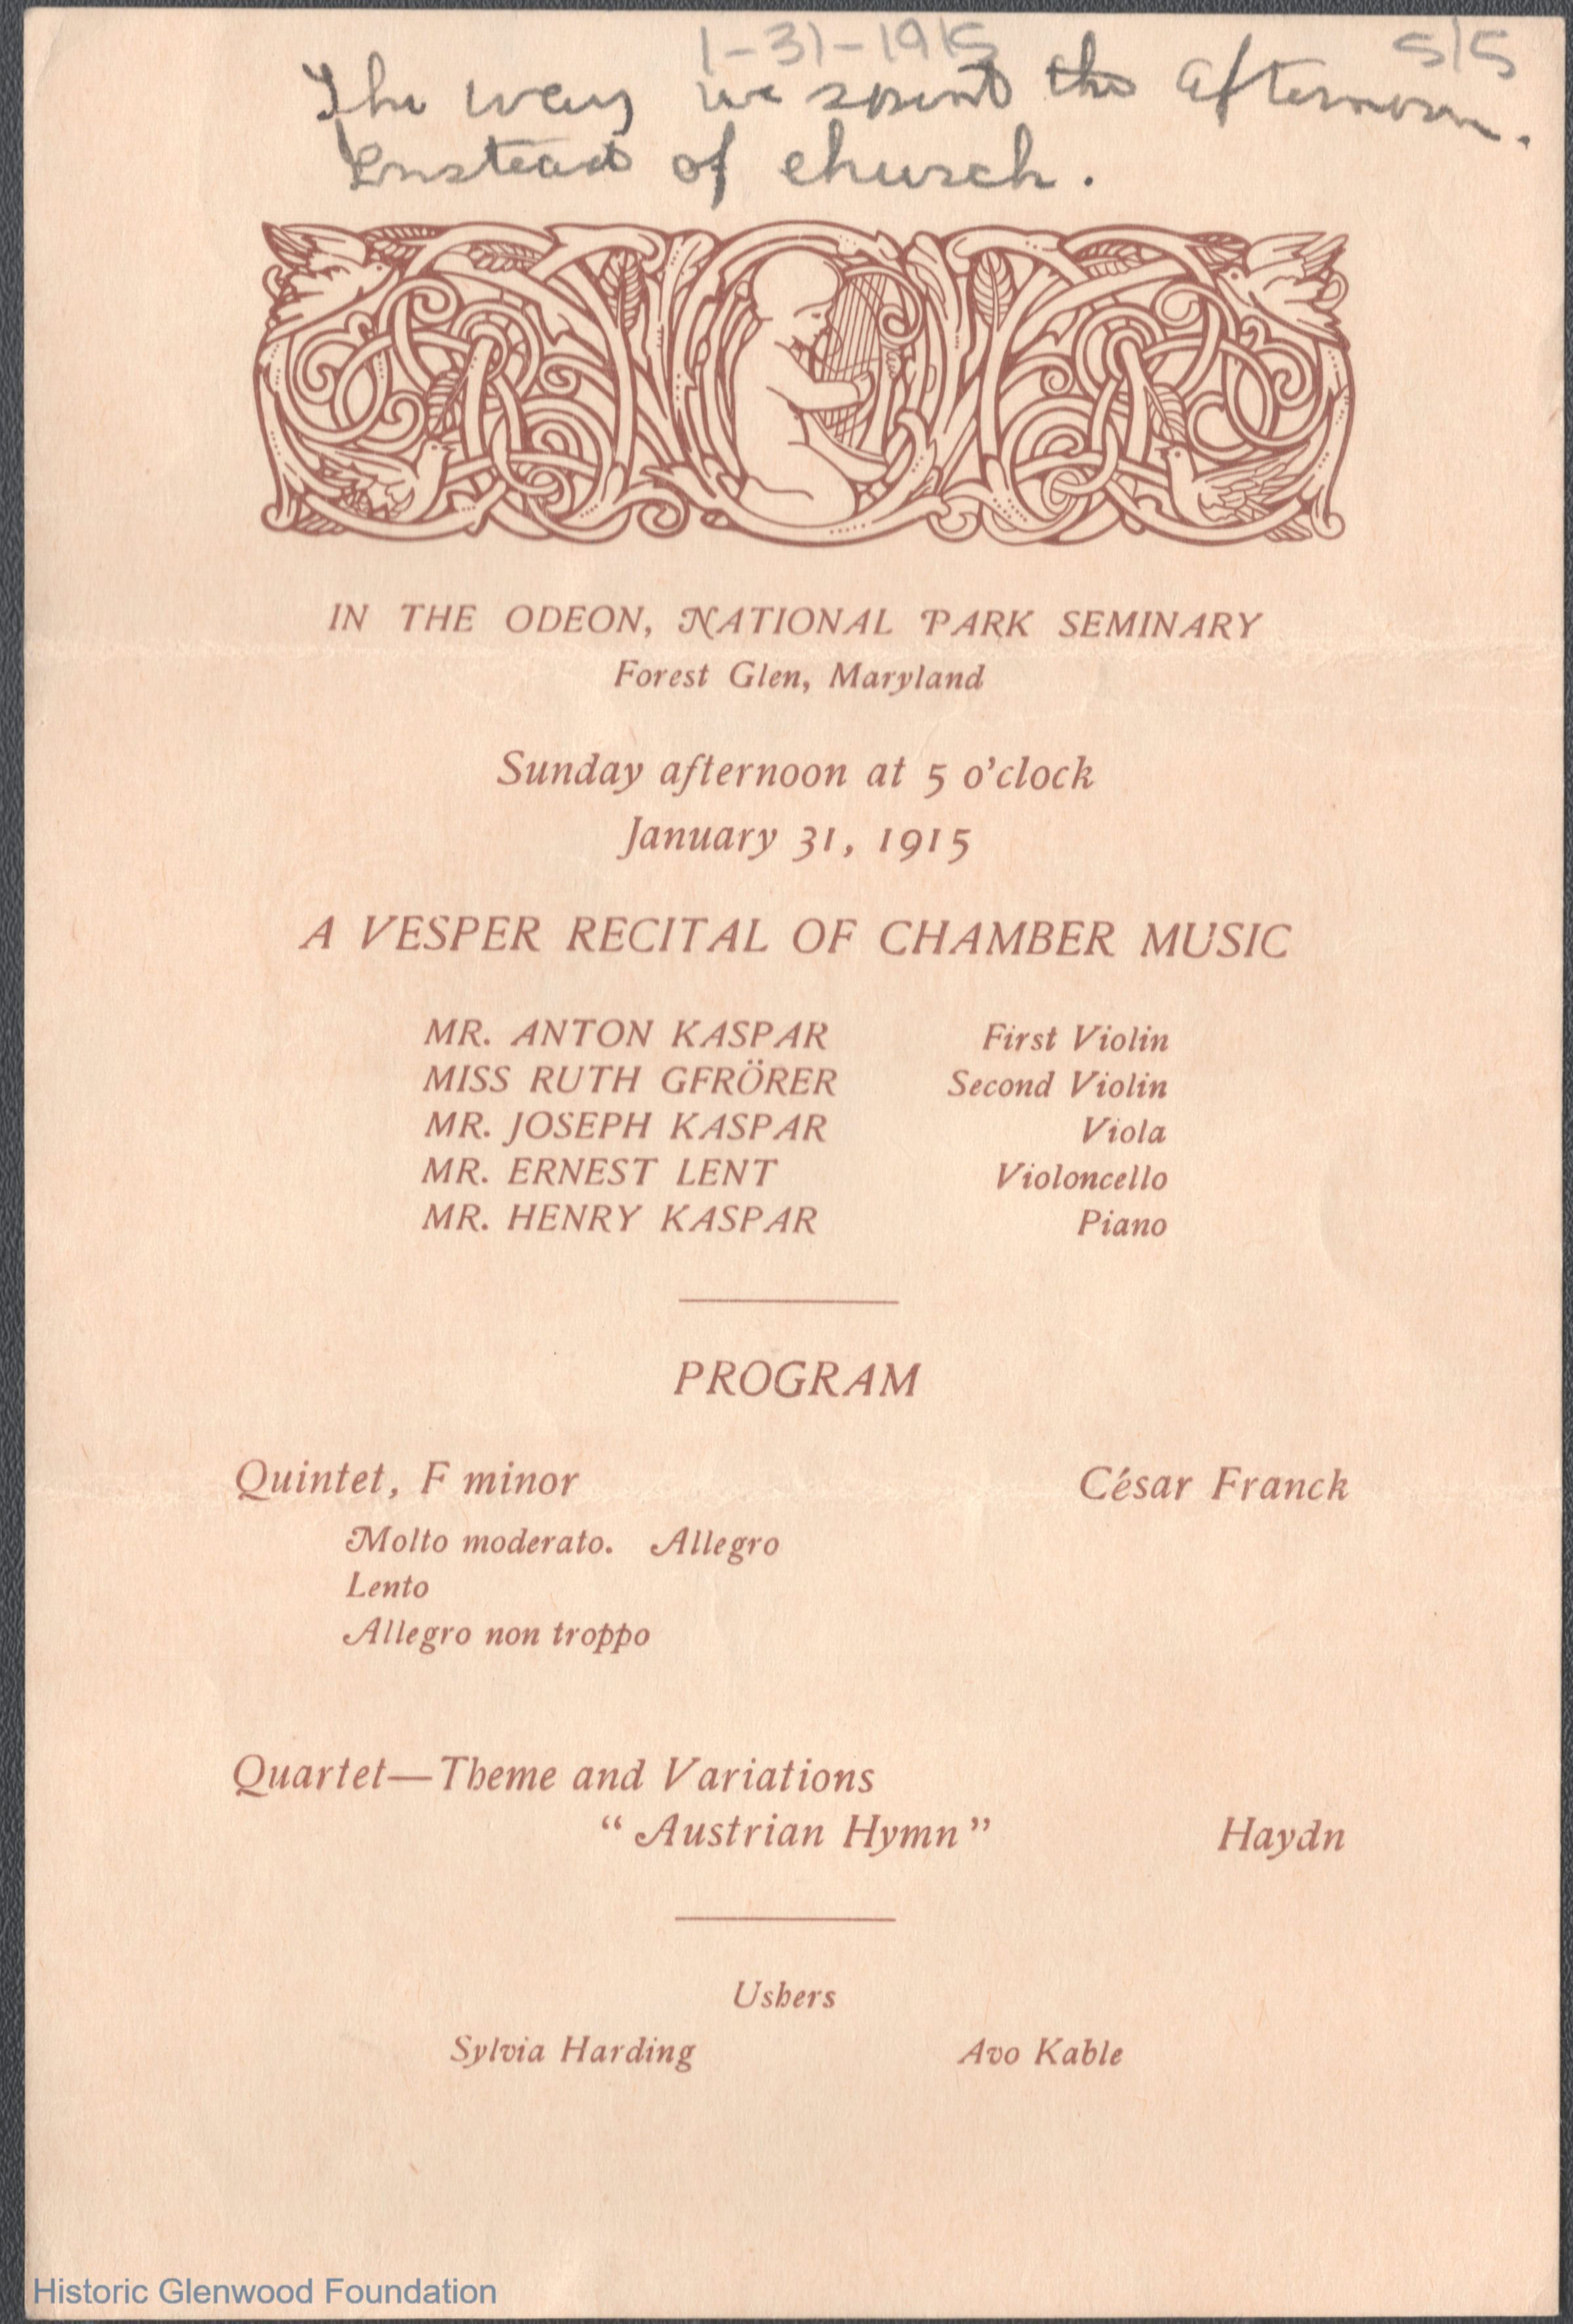 1-31-1915 5/5
The way we spent the afternoon.
Instead of church.
IN THE ODEON, NATIONAL PARK SEMINARY
Forest Glen, Maryland
Sunday afternoon at 5 o'clock
January 31, 1915
A VESPER RECITAL OF CHAMBER MUSIC
MR. ANTON KASPAR First Violin
MISS RUTH GFRÖRER Second Violin
MR. JOSEPH KASPAR Viola
MR. ERNEST LENT Violoncello
MR. HENRY KASPAR Piano
PROGRAM
Quintet, F minor César Franck
Molto moderato. Allegro
Lento
Allegro non troppo
Quartet—Theme and Variations
"Austrian Hymn" Haydn
Ushers
Sylvia Harding Avo Kable
Historic Glenwood Foundation